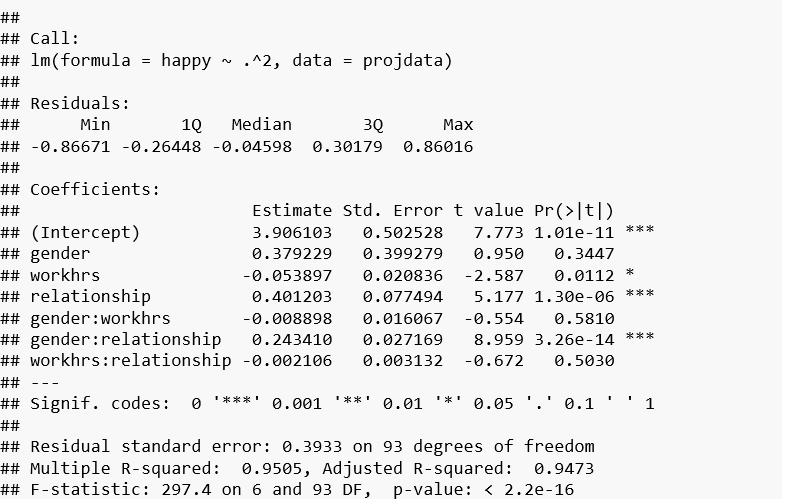 ##
## Call:
## lm(formula = happy ~ .^2, data = projdata)
##
## Residuals:
##      Min       1Q   Median       3Q      Max
## -0.86671 -0.26448 -0.04598  0.30179  0.86016
##
## Coefficients:
##                      Estimate Std. Error t value Pr(>|t|)
## (Intercept)          3.906103   0.502528   7.773 1.01e-11 ***
## gender               0.379229   0.399279   0.950   0.3447
## workhrs             -0.053897   0.020836  -2.587   0.0112 *
## relationship         0.401203   0.077494   5.177 1.30e-06 ***
## gender:workhrs      -0.008898   0.016067  -0.554   0.5810
## gender:relationship  0.243410   0.027169   8.959 3.26e-14 ***
## workhrs:relationship -0.002106   0.003132  -0.672   0.5030
## ---
## Signif. codes:  0 '***' 0.001 '**' 0.01 '*' 0.05 '.' 0.1 ' ' 1
##
## Residual standard error: 0.3933 on 93 degrees of freedom
## Multiple R-squared:  0.9505, Adjusted R-squared:  0.9473
## F-statistic: 297.4 on 6 and 93 DF,  p-value: < 2.2e-16